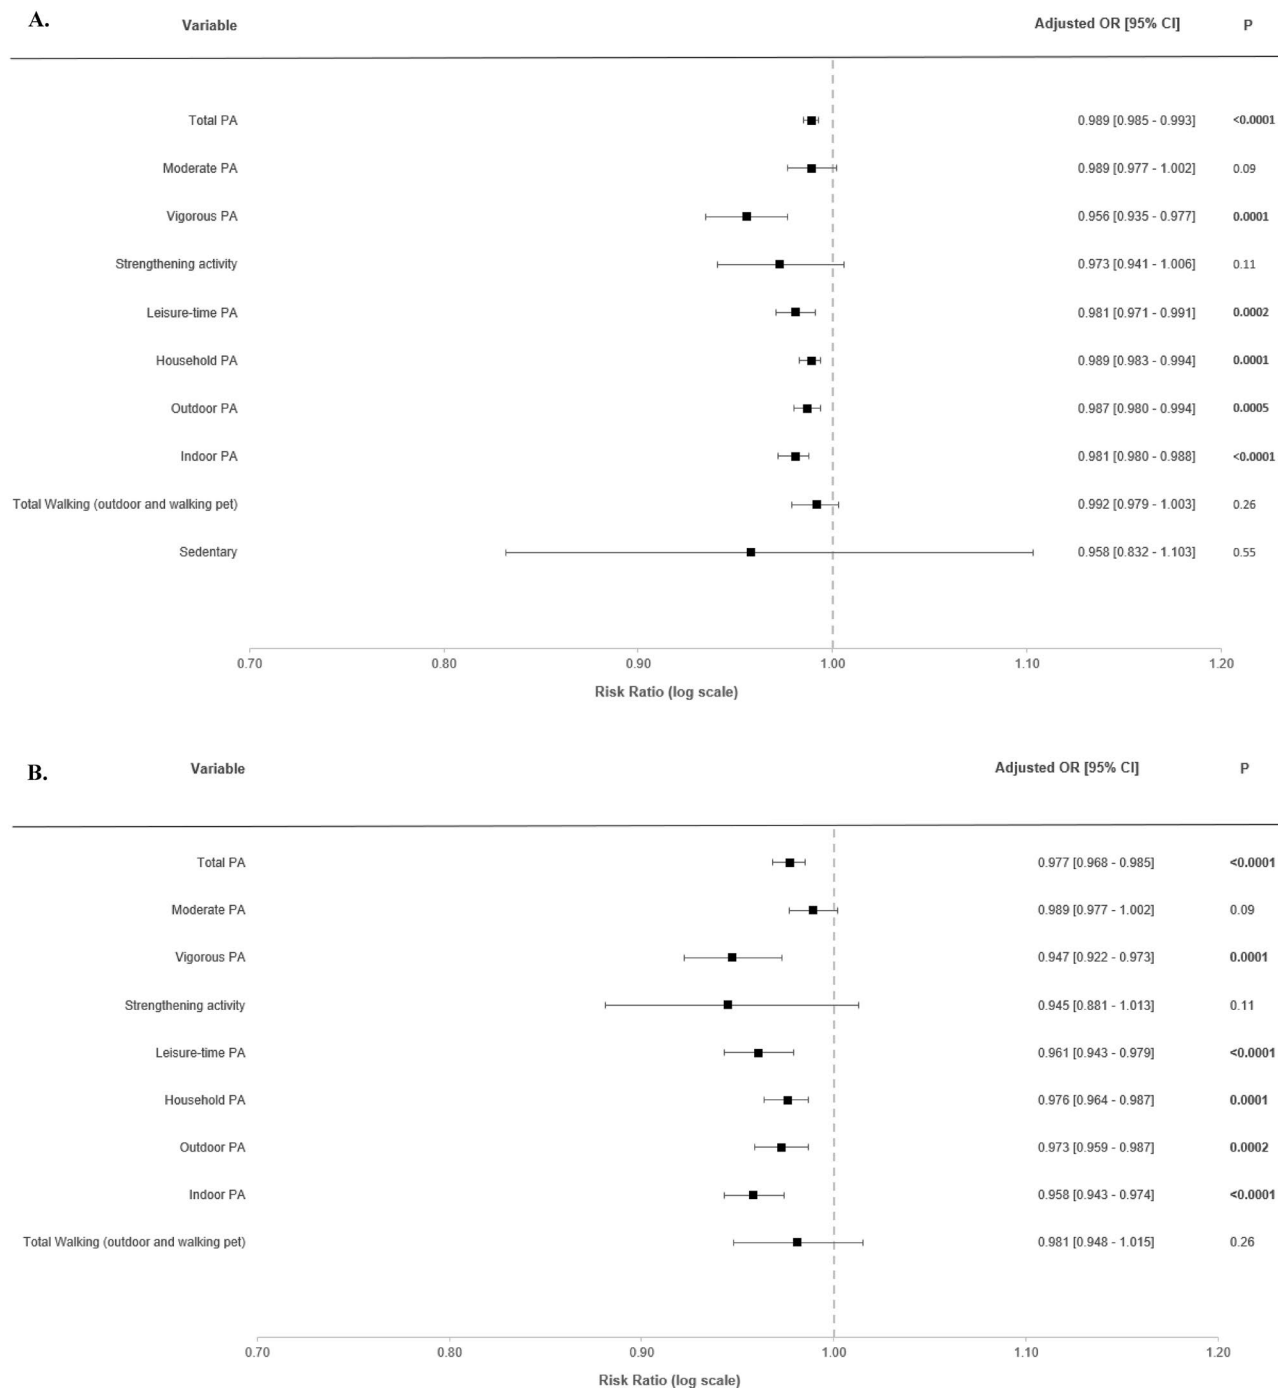 A.
Variable Adjusted OR [95% CI] P
Total PA 0.989 [0.985 - 0.993] <0.0001
Moderate PA 0.989 [0.977 - 1.002] 0.09
Vigorous PA 0.956 [0.935 - 0.977] 0.0001
Strengthening activity 0.973 [0.941 - 1.006] 0.11
Leisure-time PA 0.981 [0.971 - 0.991] 0.0002
Household PA 0.989 [0.983 - 0.994] 0.0001
Outdoor PA 0.987 [0.980 - 0.994] 0.0005
Indoor PA 0.981 [0.980 - 0.988] <0.0001
Total Walking (outdoor and walking pet) 0.992 [0.979 - 1.003] 0.26
Sedentary 0.958 [0.832 - 1.103] 0.55
0.70 0.80 0.90 1.00 1.10 1.20
Risk Ratio (log scale)
B.
Variable Adjusted OR [95% CI] P
Total PA 0.977 [0.968 - 0.985] <0.0001
Moderate PA 0.989 [0.977 - 1.002] 0.09
Vigorous PA 0.947 [0.922 - 0.973] 0.0001
Strengthening activity 0.945 [0.881 - 1.013] 0.11
Leisure-time PA 0.961 [0.943 - 0.979] <0.0001
Household PA 0.976 [0.964 - 0.987] 0.0001
Outdoor PA 0.973 [0.959 - 0.987] 0.0002
Indoor PA 0.958 [0.943 - 0.974] <0.0001
Total Walking (outdoor and walking pet) 0.981 [0.948 - 1.015] 0.26
0.70 0.80 0.90 1.00 1.10 1.20
Risk Ratio (log scale)